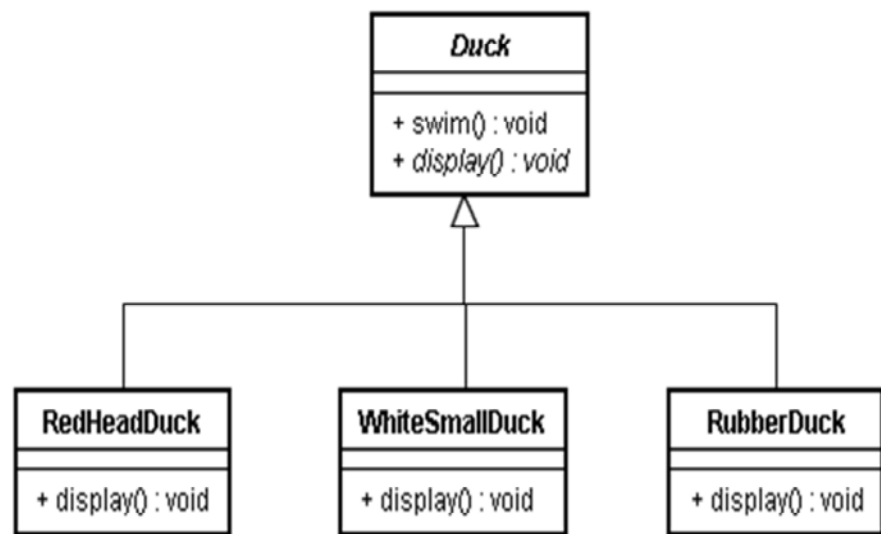 Duck
+ swim() : void
+ display() : void
RedHeadDuck
+ display() : void
WhiteSmallDuck
+ display() : void
RubberDuck
+ display() : void